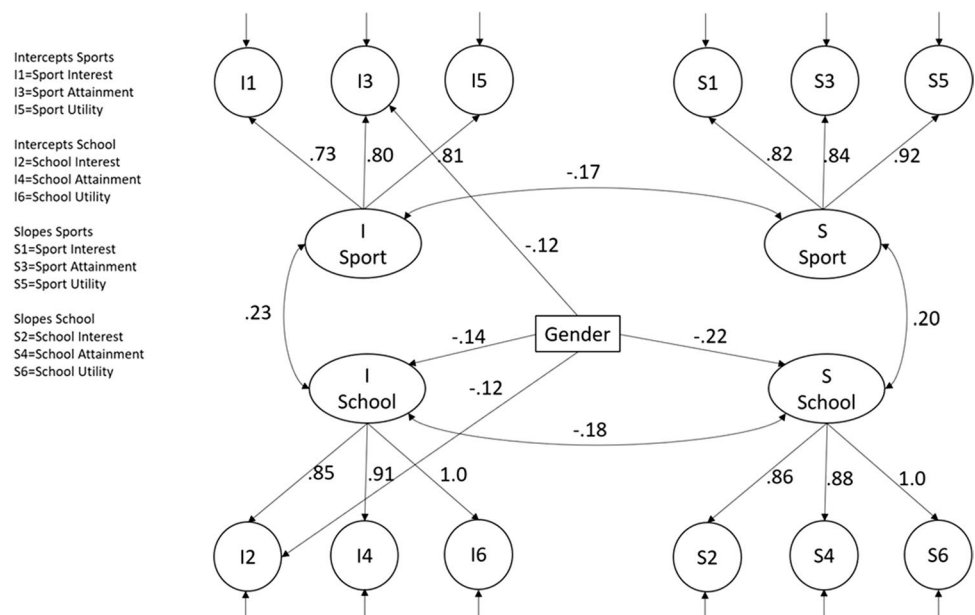 Intercepts Sports
I1=Sport Interest
I3=Sport Attainment
I5=Sport Utility
Intercepts School
I2=School Interest
I4=School Attainment
I6=School Utility
Slopes Sports
S1=Sport Interest
S3=Sport Attainment
S5=Sport Utility
Slopes School
S2=School Interest
S4=School Attainment
S6=School Utility
I1
I3
I5
S1
S3
S5
.73
.80
.81
.82
.84
.92
-.17
I
Sport
S
Sport
-.12
.23
Gender
.20
-.14
-.22
I
School
-.12
S
School
-.18
.85
.91
1.0
.86
.88
1.0
I2
I4
I6
S2
S4
S6